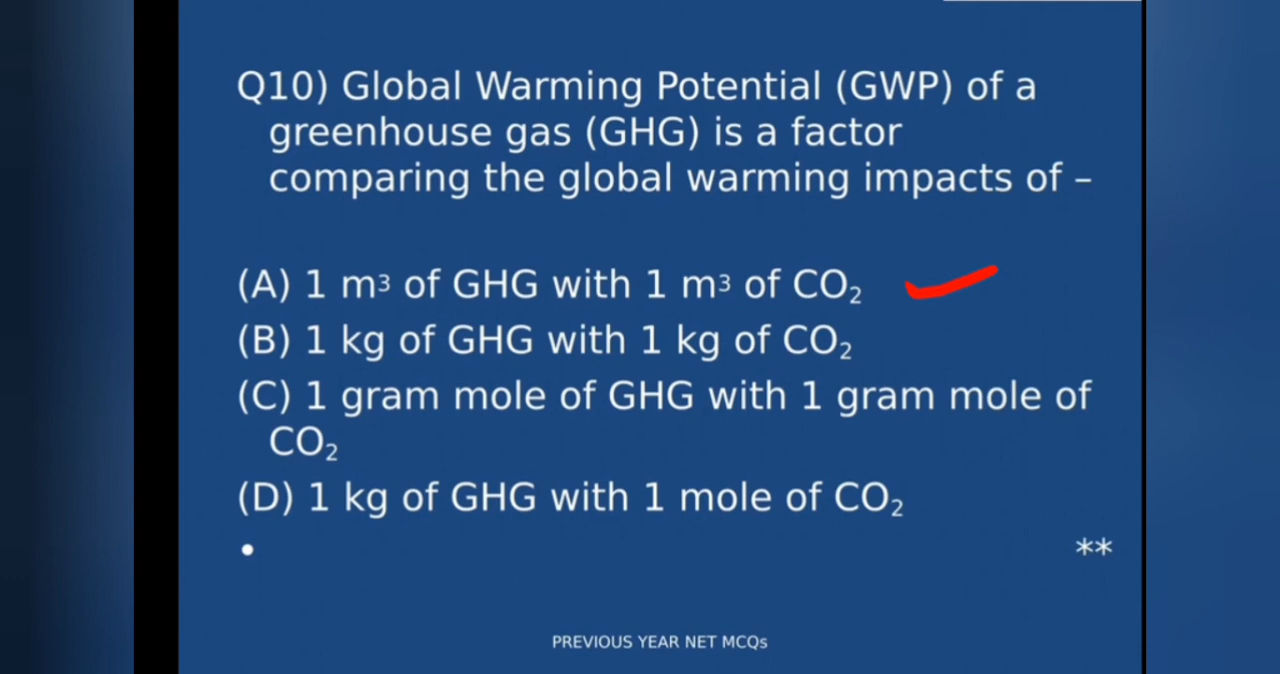 Q10) Global Warming Potential (GWP) of a
greenhouse gas (GHG) is a factor
comparing the global warming impacts of –
(A) 1 m³ of GHG with 1 m³ of CO₂
(B) 1 kg of GHG with 1 kg of CO₂
(C) 1 gram mole of GHG with 1 gram mole of
CO₂
(D) 1 kg of GHG with 1 mole of CO₂
• **
PREVIOUS YEAR NET MCQs